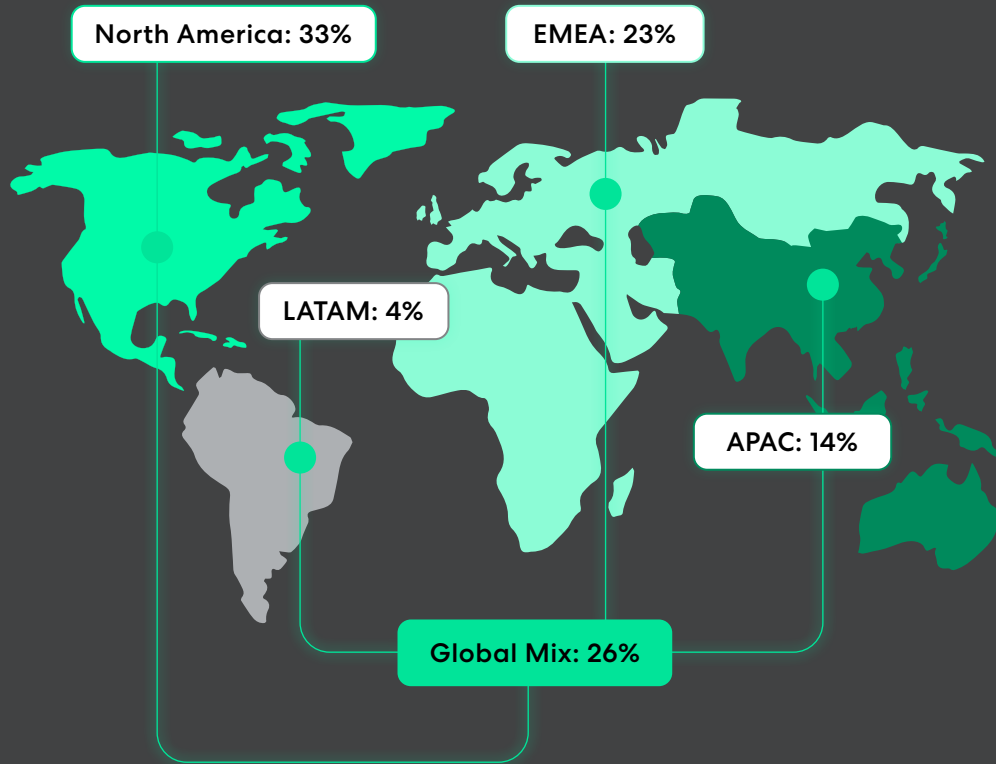 North America: 33%
EMEA: 23%
LATAM: 4%
APAC: 14%
Global Mix: 26%